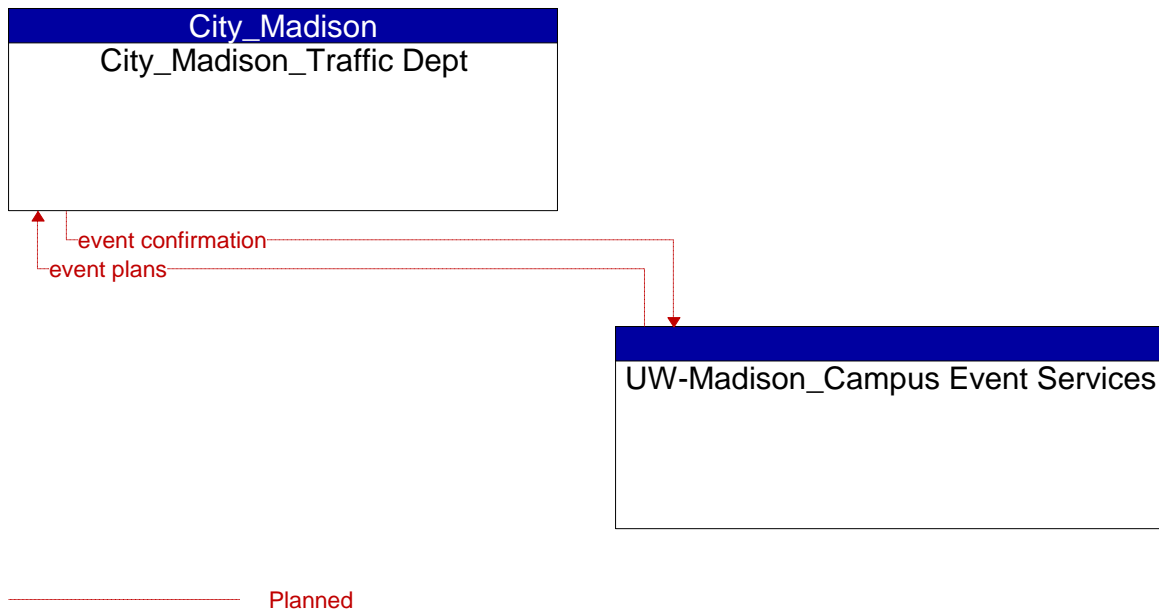 City_Madison
City_Madison_Traffic Dept
event confirmation
event plans
UW-Madison_Campus Event Services
Planned